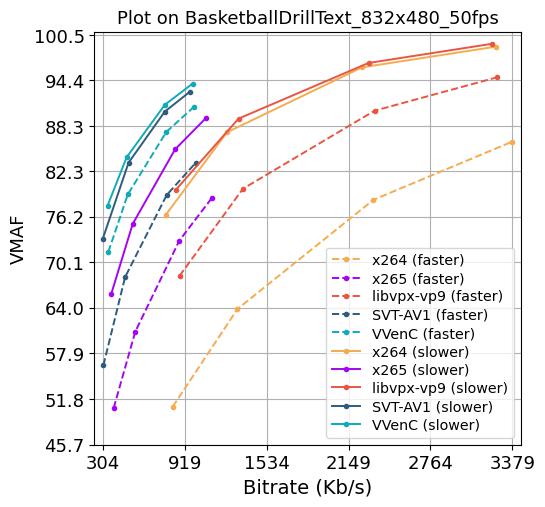 Plot on BasketballDrillText_832x480_50fps
100.5
94.4
88.3
82.3
76.2
70.1
64.0
57.9
51.8
45.7
VMAF
x264 (faster)
x265 (faster)
libvpx-vp9 (faster)
SVT-AV1 (faster)
VVenC (faster)
x264 (slower)
x265 (slower)
libvpx-vp9 (slower)
SVT-AV1 (slower)
VVenC (slower)
304 919 1534 2149 2764 3379
Bitrate (Kb/s)